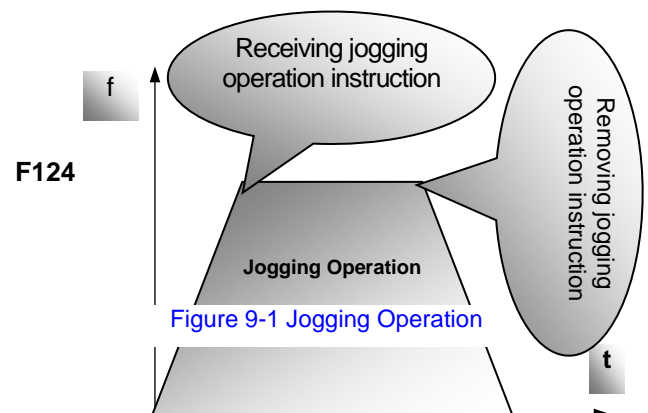 Receiving jogging
operation instruction
f
Removing jogging
operation instruction
F124
Jogging Operation
Figure 9-1 Jogging Operation
t